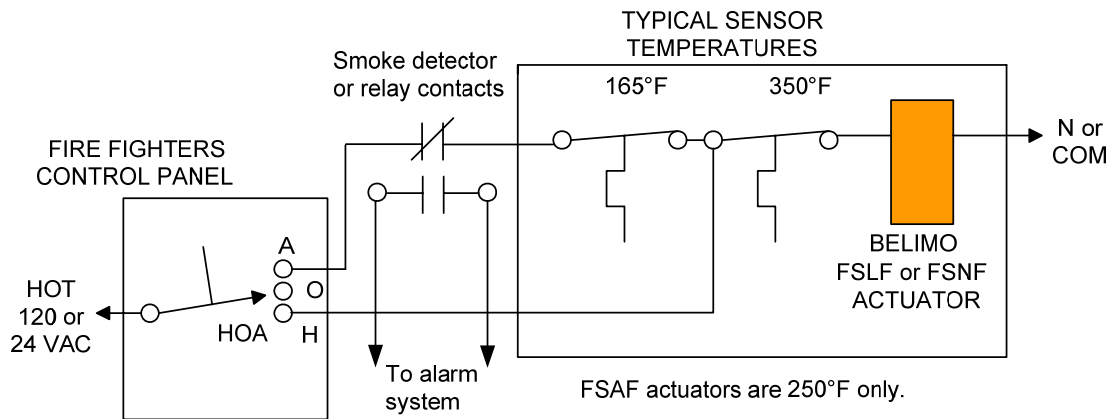 TYPICAL SENSOR
TEMPERATURES
Smoke detector
or relay contacts
165°F
350°F
N or
COM
FIRE FIGHTERS
CONTROL PANEL
A
O
H
HOA
HOT
120 or
24 VAC
BELIMO
FSLF or FSNF
ACTUATOR
To alarm
system
FSAF actuators are 250°F only.